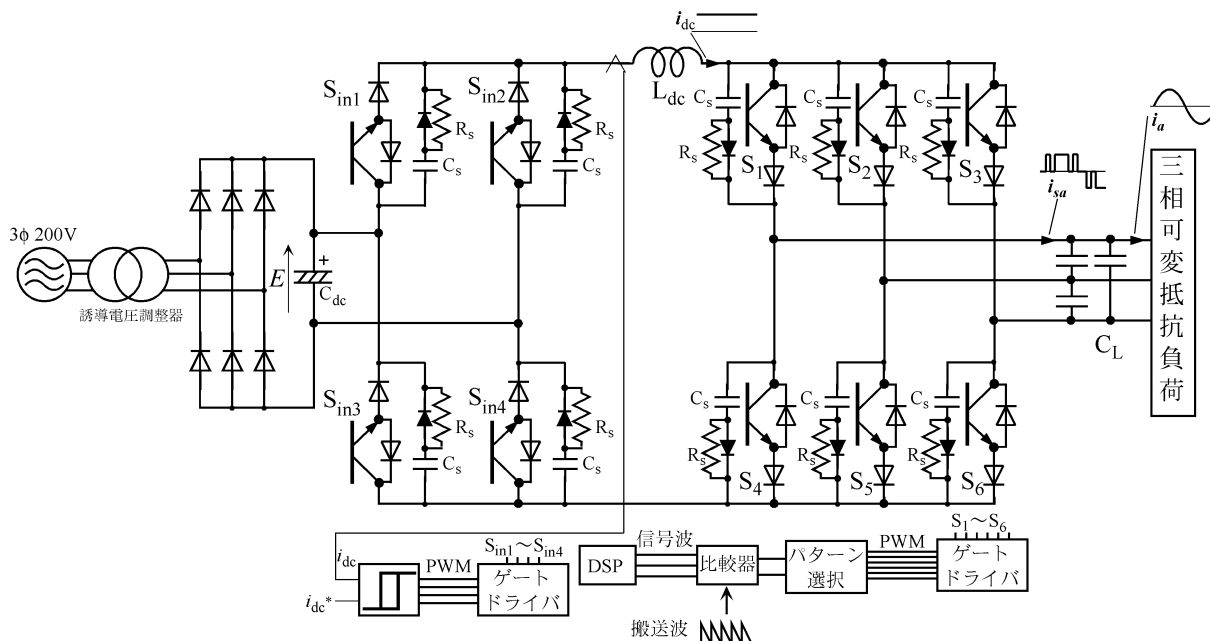 i_dc
L_dc
S_in1
S_in2
R_s
R_s
C_s
C_s
C_s
C_s
C_s
R_s
R_s
R_s
S_1
S_2
S_3
i_a
i_sa
三相可変抵抗負荷
3ϕ 200V
誘導電圧調整器
E
+
C_dc
C_L
S_in3
S_in4
R_s
R_s
C_s
C_s
C_s
C_s
C_s
R_s
R_s
R_s
S_4
S_5
S_6
i_dc
i_dc*
PWM
S_in1～S_in4
ゲート
ドライバ
DSP
信号波
比較器
搬送波
パターン
選択
PWM
S_1～S_6
ゲート
ドライバ